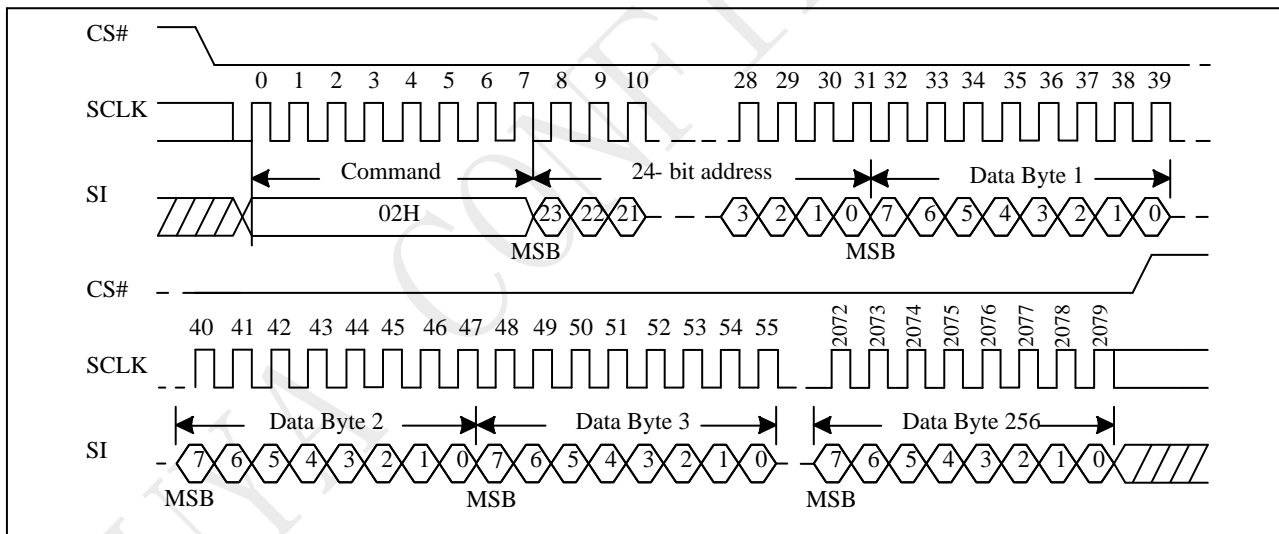 CS#
0 1 2 3 4 5 6 7 8 9 10 28 29 30 31 32 33 34 35 36 37 38 39
SCLK
Command 24- bit address Data Byte 1
SI
02H 23 22 21 3 2 1 0 7 6 5 4 3 2 1 0
MSB MSB
CS#
40 41 42 43 44 45 46 47 48 49 50 51 52 53 54 55 2072 2073 2074 2075 2076 2077 2078 2079
SCLK
Data Byte 2 Data Byte 3 Data Byte 256
SI
7 6 5 4 3 2 1 0 7 6 5 4 3 2 1 0 7 6 5 4 3 2 1 0
MSB MSB MSB